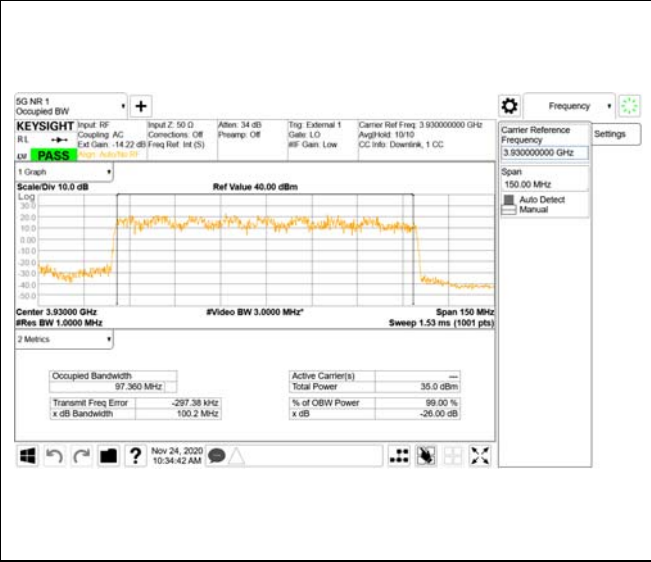 5G NR 1
Occupied BW
Frequency
KEYSIGHT
R L
PASS
Input: RF
Coupling: AC
Ext Gain: -14.22 dB
Align: Auto/No RF
Input Z: 50 Ω
Corrections: Off
Freq Ref: Int (S)
Atten: 34 dB
Preamp: Off
Trig: External 1
Gate: LO
#IF Gain: Low
Carrier Ref Freq: 3.930000000 GHz
Avg|Hold: 10/10
CC Info: Downlink, 1 CC
Carrier Reference
Frequency
3.930000000 GHz
Settings
Span
150.00 MHz
Auto Detect
Manual
1 Graph
Scale/Div 10.0 dB
Ref Value 40.00 dBm
Log
30.0
20.0
10.0
0.00
-10.0
-20.0
-30.0
-40.0
-50.0
Center 3.93000 GHz
#Video BW 3.0000 MHz*
Span 150 MHz
#Res BW 1.0000 MHz
Sweep 1.53 ms (1001 pts)
2 Metrics
Occupied Bandwidth
97.360 MHz
Transmit Freq Error -297.38 kHz
x dB Bandwidth 100.2 MHz
Active Carrier(s) —
Total Power 35.0 dBm
% of OBW Power 99.00 %
x dB -26.00 dB
?
Nov 24, 2020
10:34:42 AM